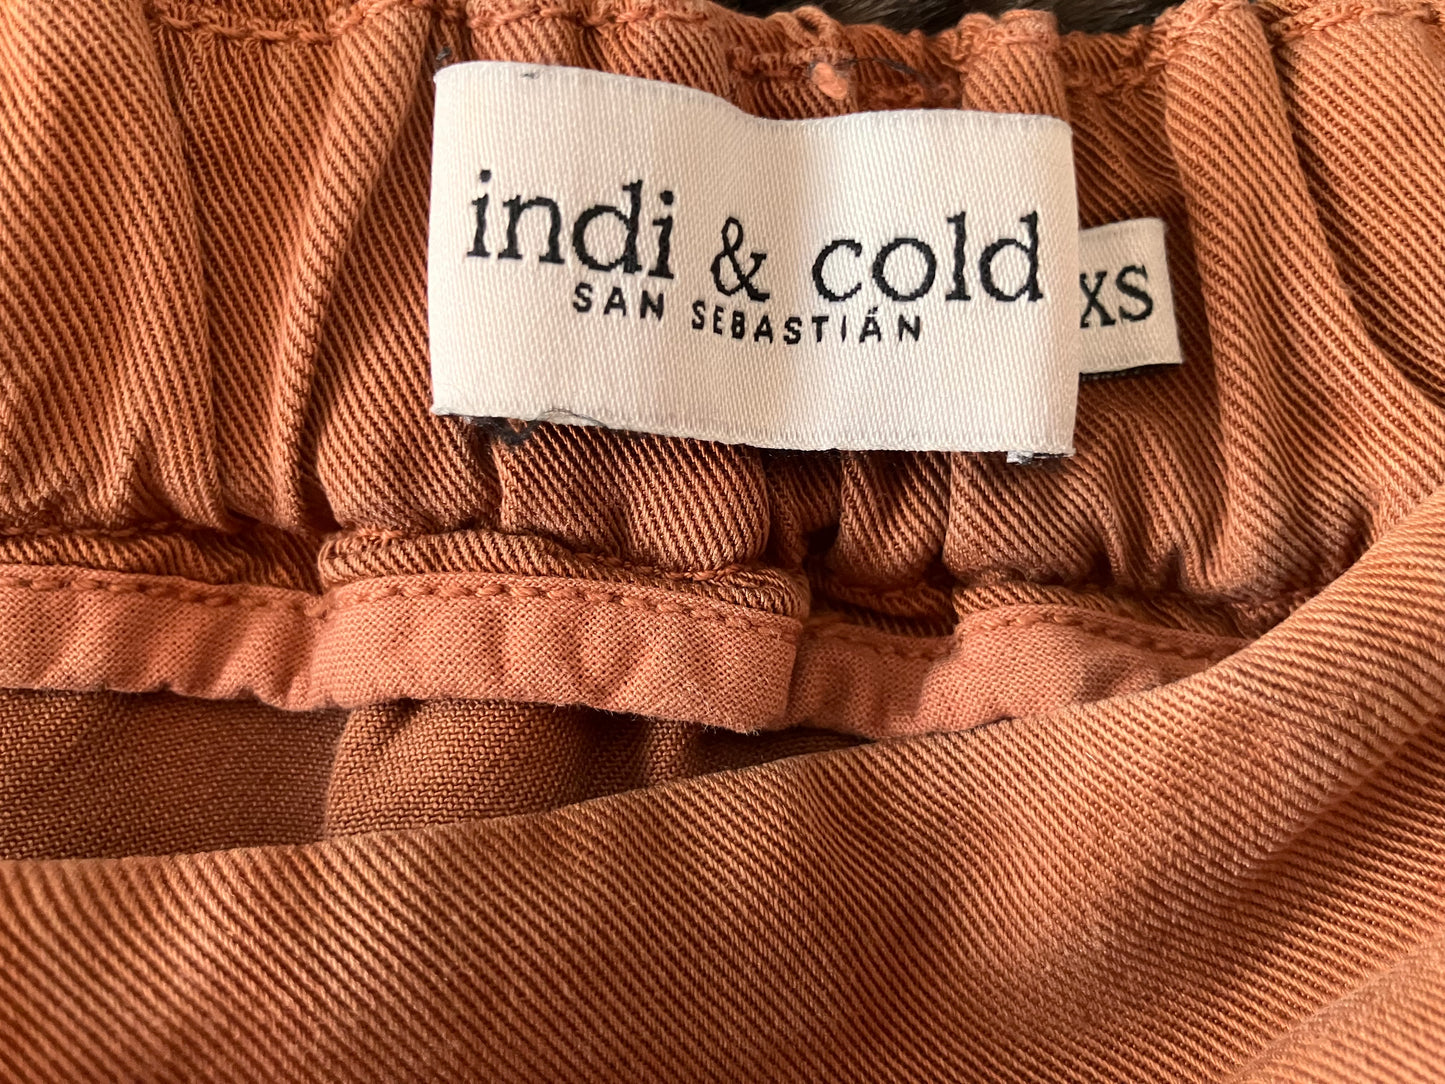 indi & cold
SAN SEBASTIÁN
XS